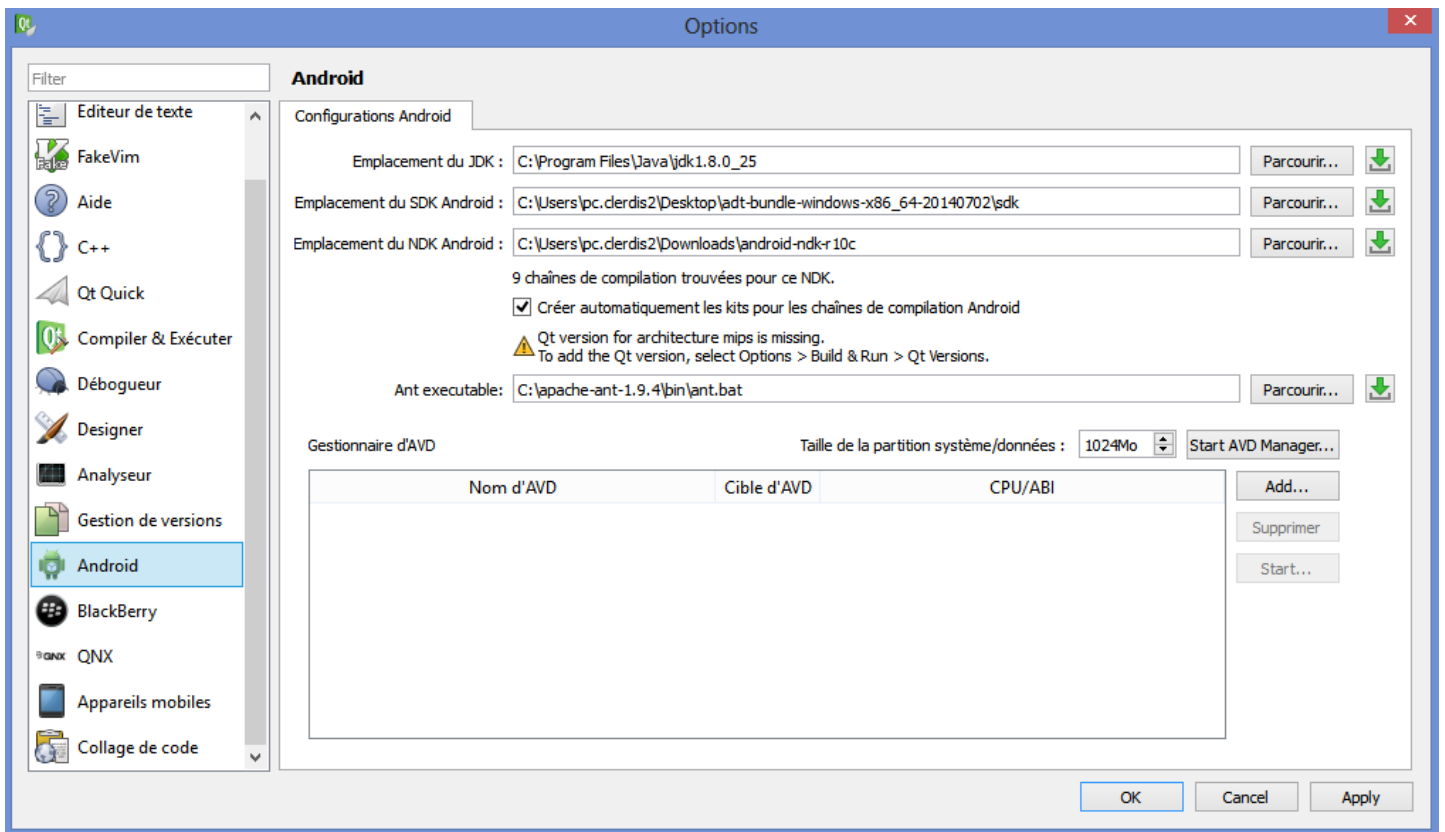 Options
Filter
Editeur de texte
FakeVim
Aide
C++
Qt Quick
Compiler & Exécuter
Débogueur
Designer
Analyseur
Gestion de versions
Android
BlackBerry
QNX
Appareils mobiles
Collage de code
Android
Configurations Android
Emplacement du JDK : C:\Program Files\Java\jdk1.8.0_25 Parcourir...
Emplacement du SDK Android : C:\Users\pc.clerdis2\Desktop\adt-bundle-windows-x86_64-20140702\sdk Parcourir...
Emplacement du NDK Android : C:\Users\pc.clerdis2\Downloads\android-ndk-r10c Parcourir...
9 chaînes de compilation trouvées pour ce NDK.
Créer automatiquement les kits pour les chaînes de compilation Android
Qt version for architecture mips is missing.
To add the Qt version, select Options > Build & Run > Qt Versions.
Ant executable: C:\apache-ant-1.9.4\bin\ant.bat Parcourir...
Gestionnaire d'AVD Taille de la partition système/données : 1024Mo Start AVD Manager...
Nom d'AVD Cible d'AVD CPU/ABI
Add...
Supprimer
Start...
OK Cancel Apply